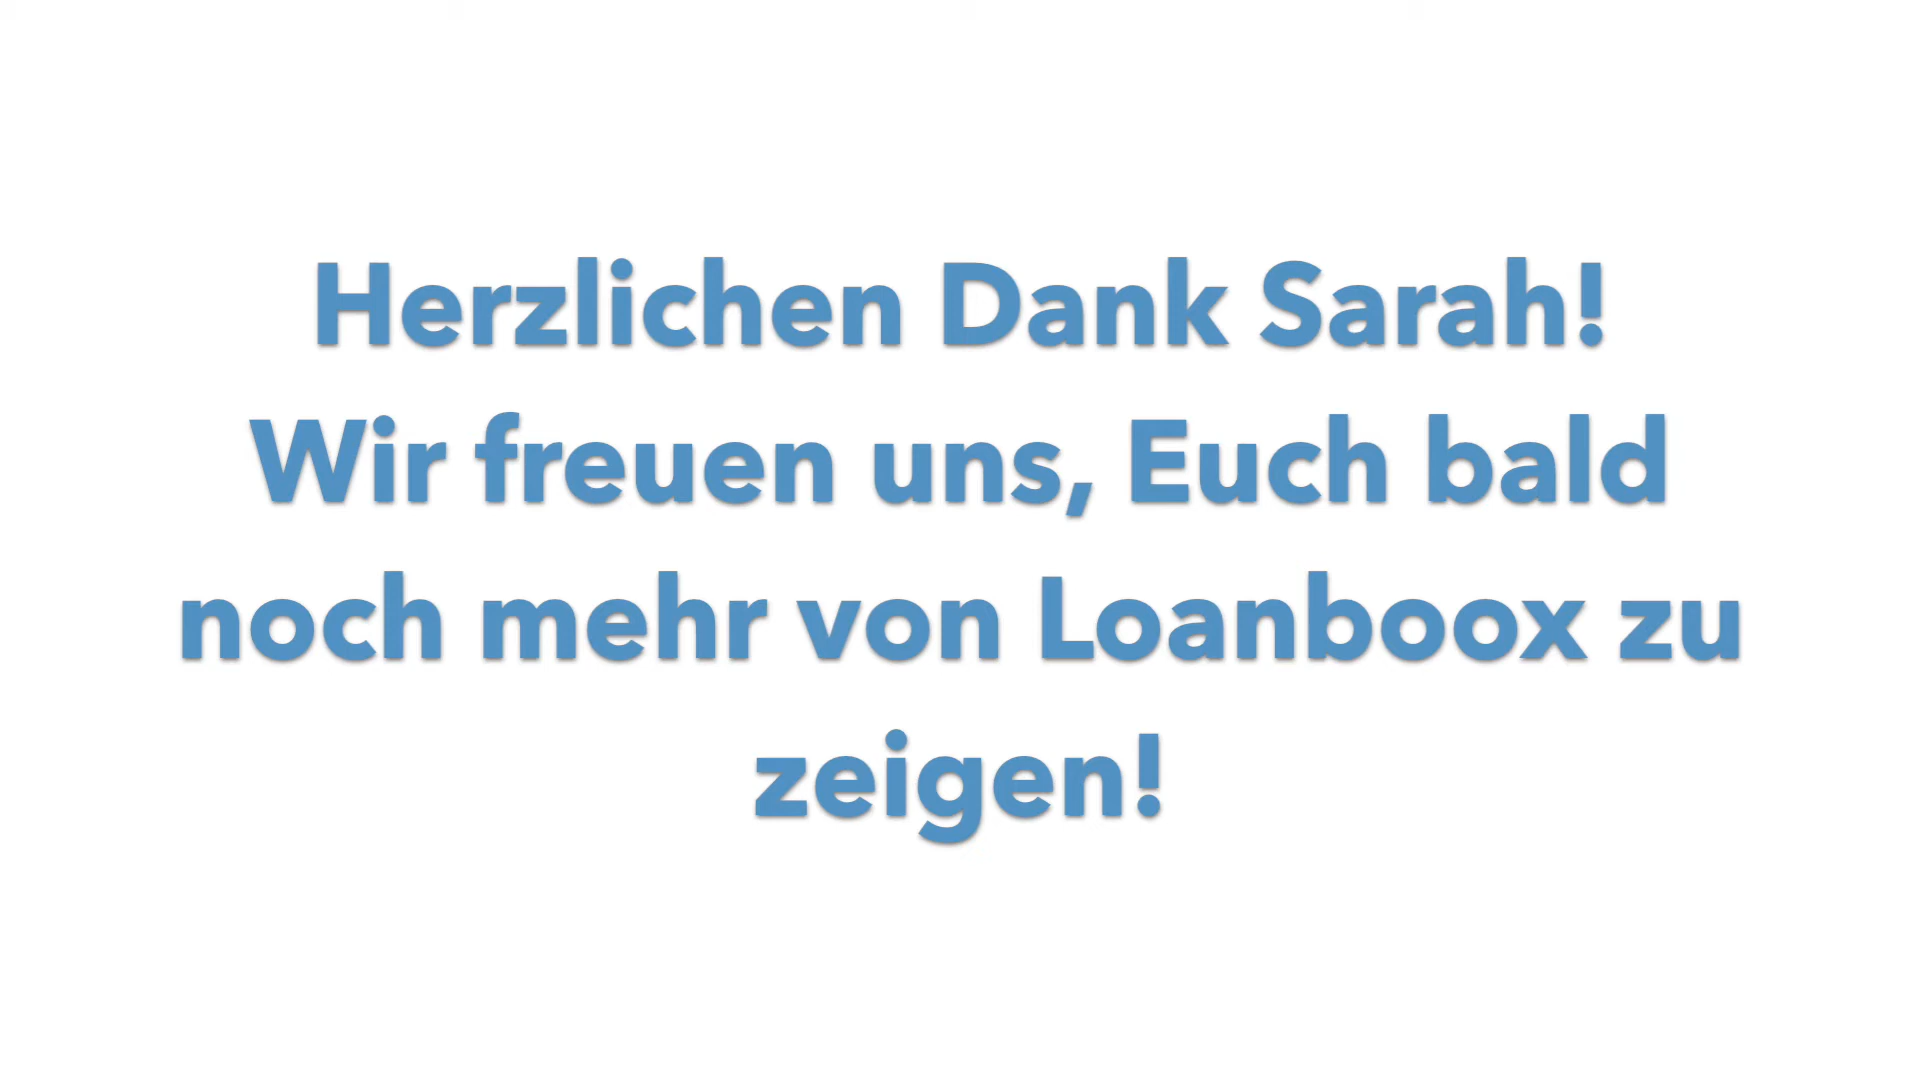 Herzlichen Dank Sarah!
Wir freuen uns, Euch bald
noch mehr von Loanboox zu
zeigen!